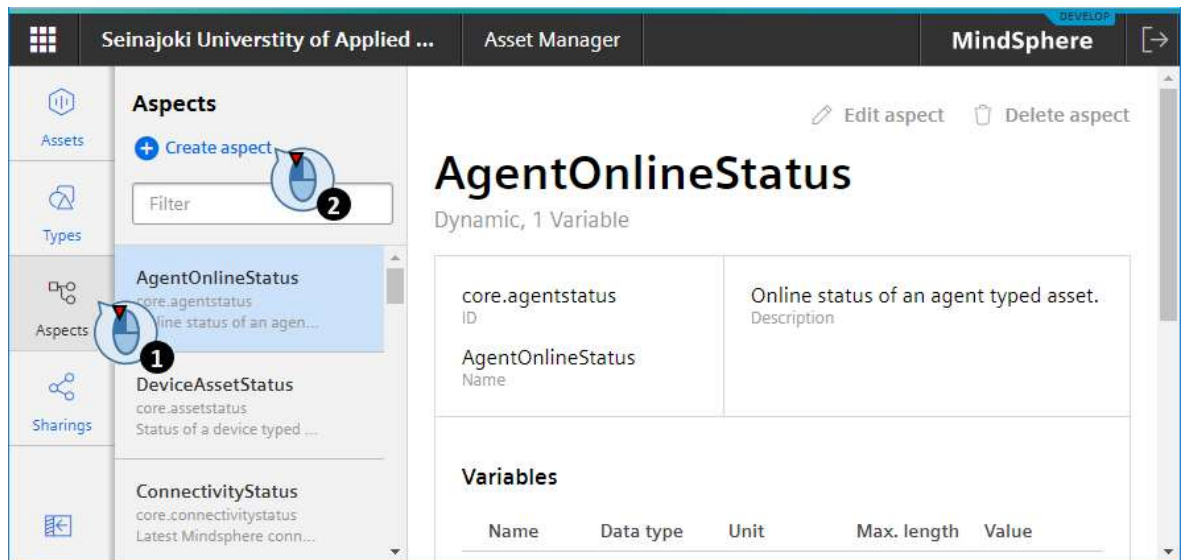 Seinajoki Universtity of Applied ...
Asset Manager
DEVELOP
MindSphere
Assets
Types
Aspects
Sharings
Aspects
Create aspect
Filter
2
1
AgentOnlineStatus
core.agentstatus
line status of an agen...
DeviceAssetStatus
core.assetstatus
Status of a device typed ...
ConnectivityStatus
core.connectivitystatus
Latest Mindsphere conn...
Edit aspect
Delete aspect
AgentOnlineStatus
Dynamic, 1 Variable
core.agentstatus
ID
AgentOnlineStatus
Name
Online status of an agent typed asset.
Description
Variables
Name Data type Unit Max. length Value